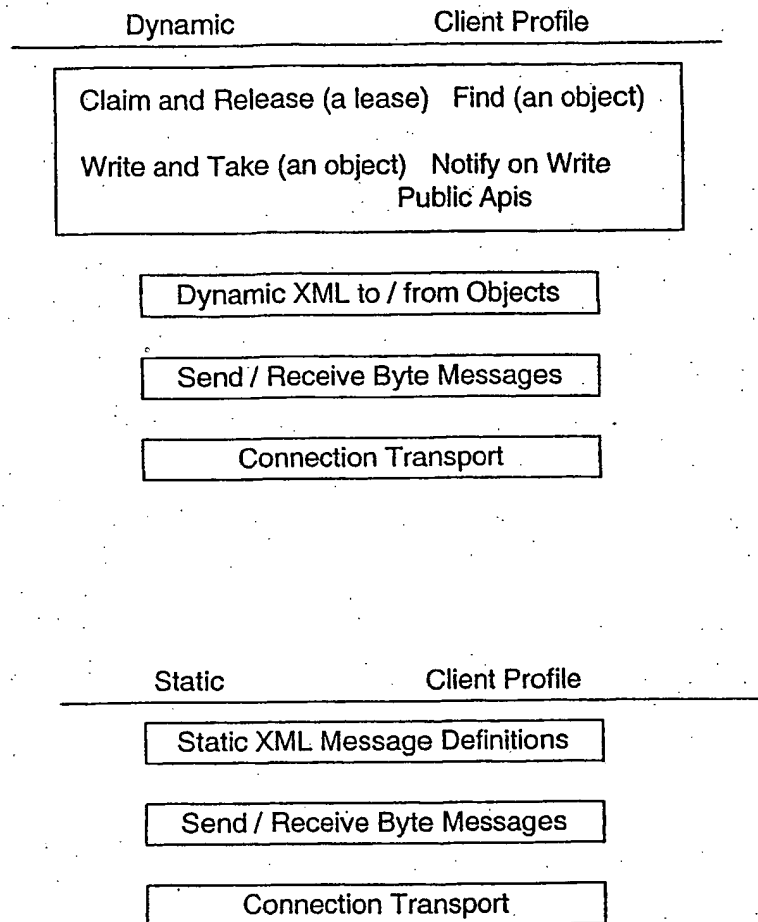 Dynamic Client Profile
Claim and Release (a lease) Find (an object)
Write and Take (an object) Notify on Write
Public Apis
Dynamic XML to / from Objects
Send / Receive Byte Messages
Connection Transport
Static Client Profile
Static XML Message Definitions
Send / Receive Byte Messages
Connection Transport